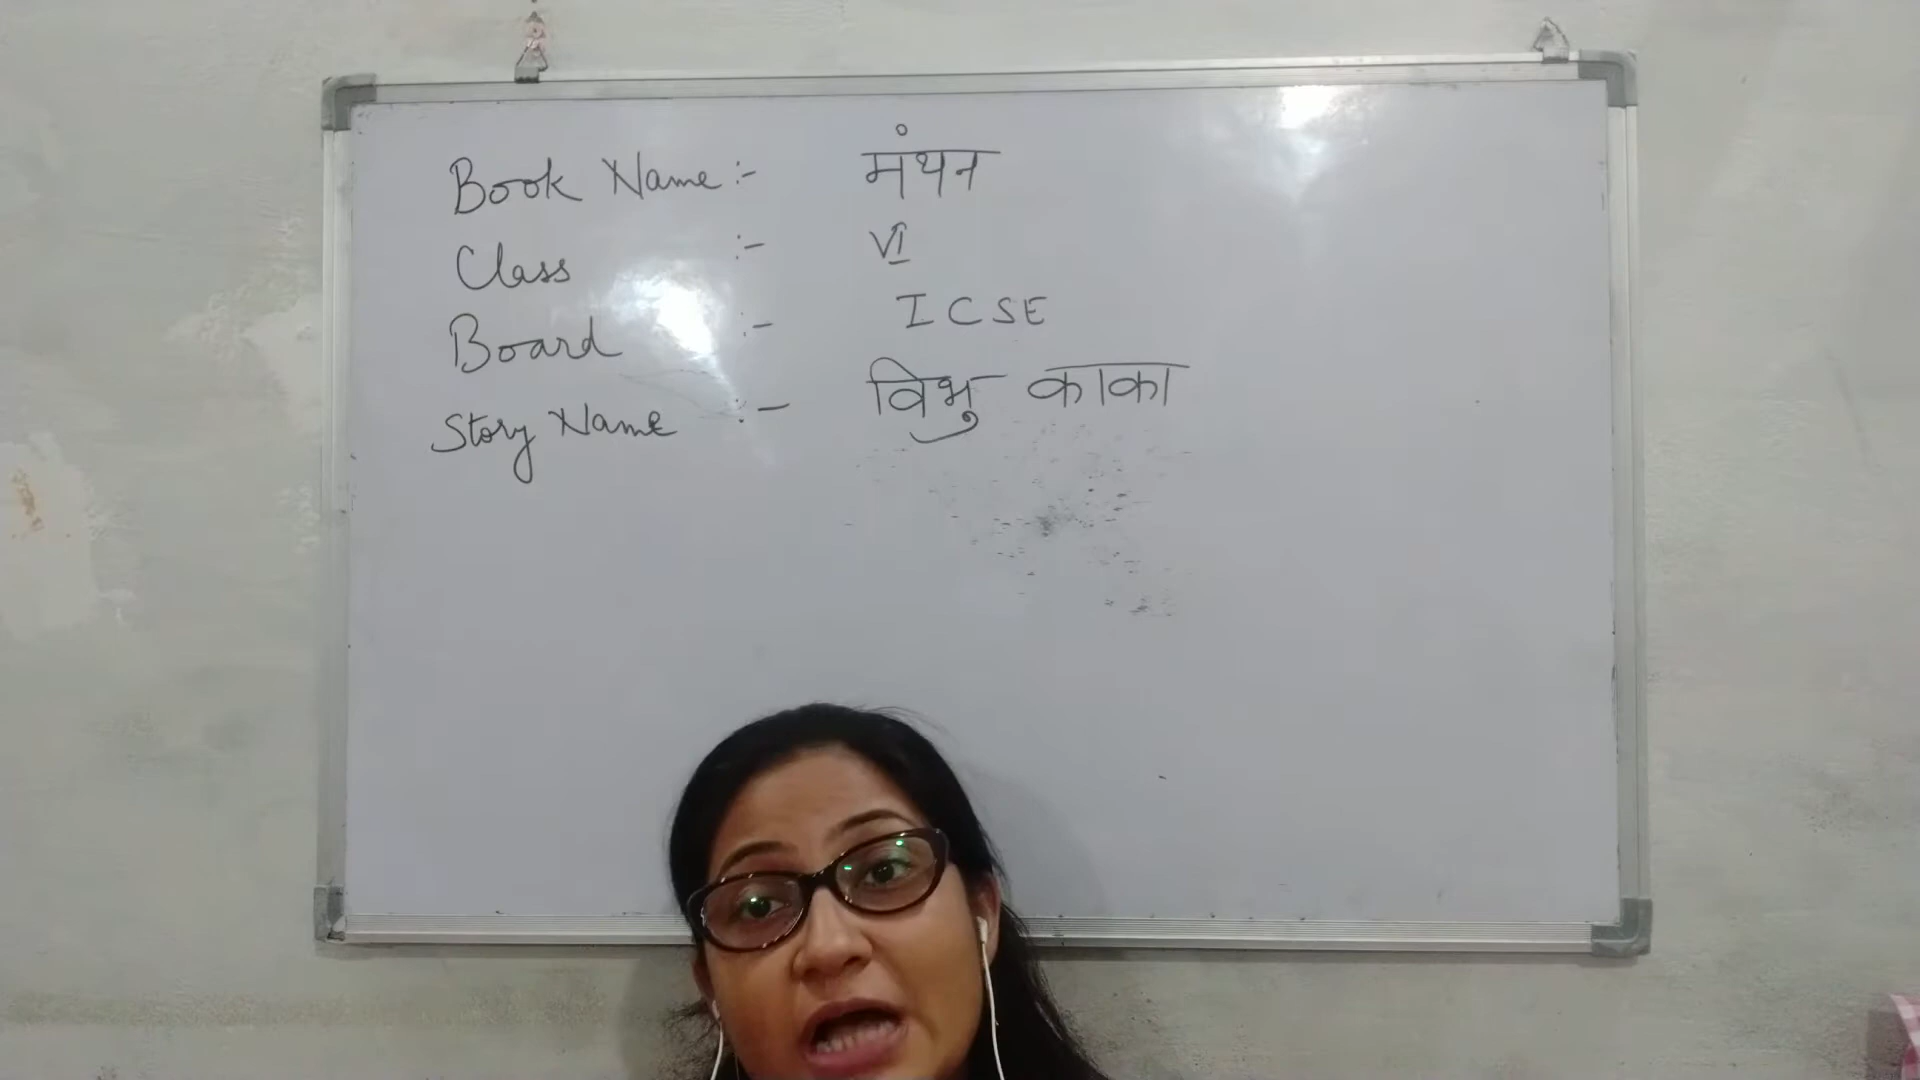 Book Name :- मंथन
Class :- VI
Board :- ICSE
Story Name :- विभु काका